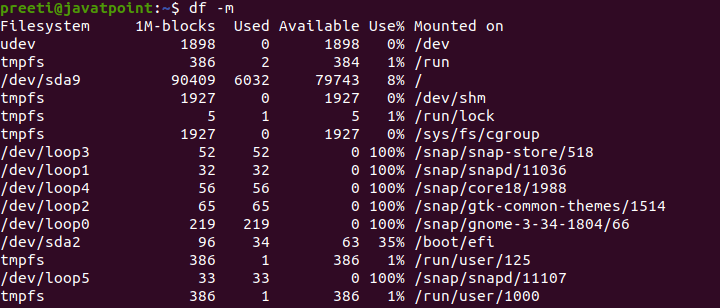 preeti@javatpoint:~$ df -m
Filesystem     1M-blocks  Used Available Use% Mounted on
udev                1898     0      1898   0% /dev
tmpfs                386     2       384   1% /run
/dev/sda9          90409  6032     79743   8% /
tmpfs               1927     0      1927   0% /dev/shm
tmpfs                  5     1         5   1% /run/lock
tmpfs               1927     0      1927   0% /sys/fs/cgroup
/dev/loop3            52    52         0 100% /snap/snap-store/518
/dev/loop1            32    32         0 100% /snap/snapd/11036
/dev/loop4            56    56         0 100% /snap/core18/1988
/dev/loop2            65    65         0 100% /snap/gtk-common-themes/1514
/dev/loop0           219   219         0 100% /snap/gnome-3-34-1804/66
/dev/sda2             96    34        63  35% /boot/efi
tmpfs                386     1       386   1% /run/user/125
/dev/loop5            33    33         0 100% /snap/snapd/11107
tmpfs                386     1       386   1% /run/user/1000